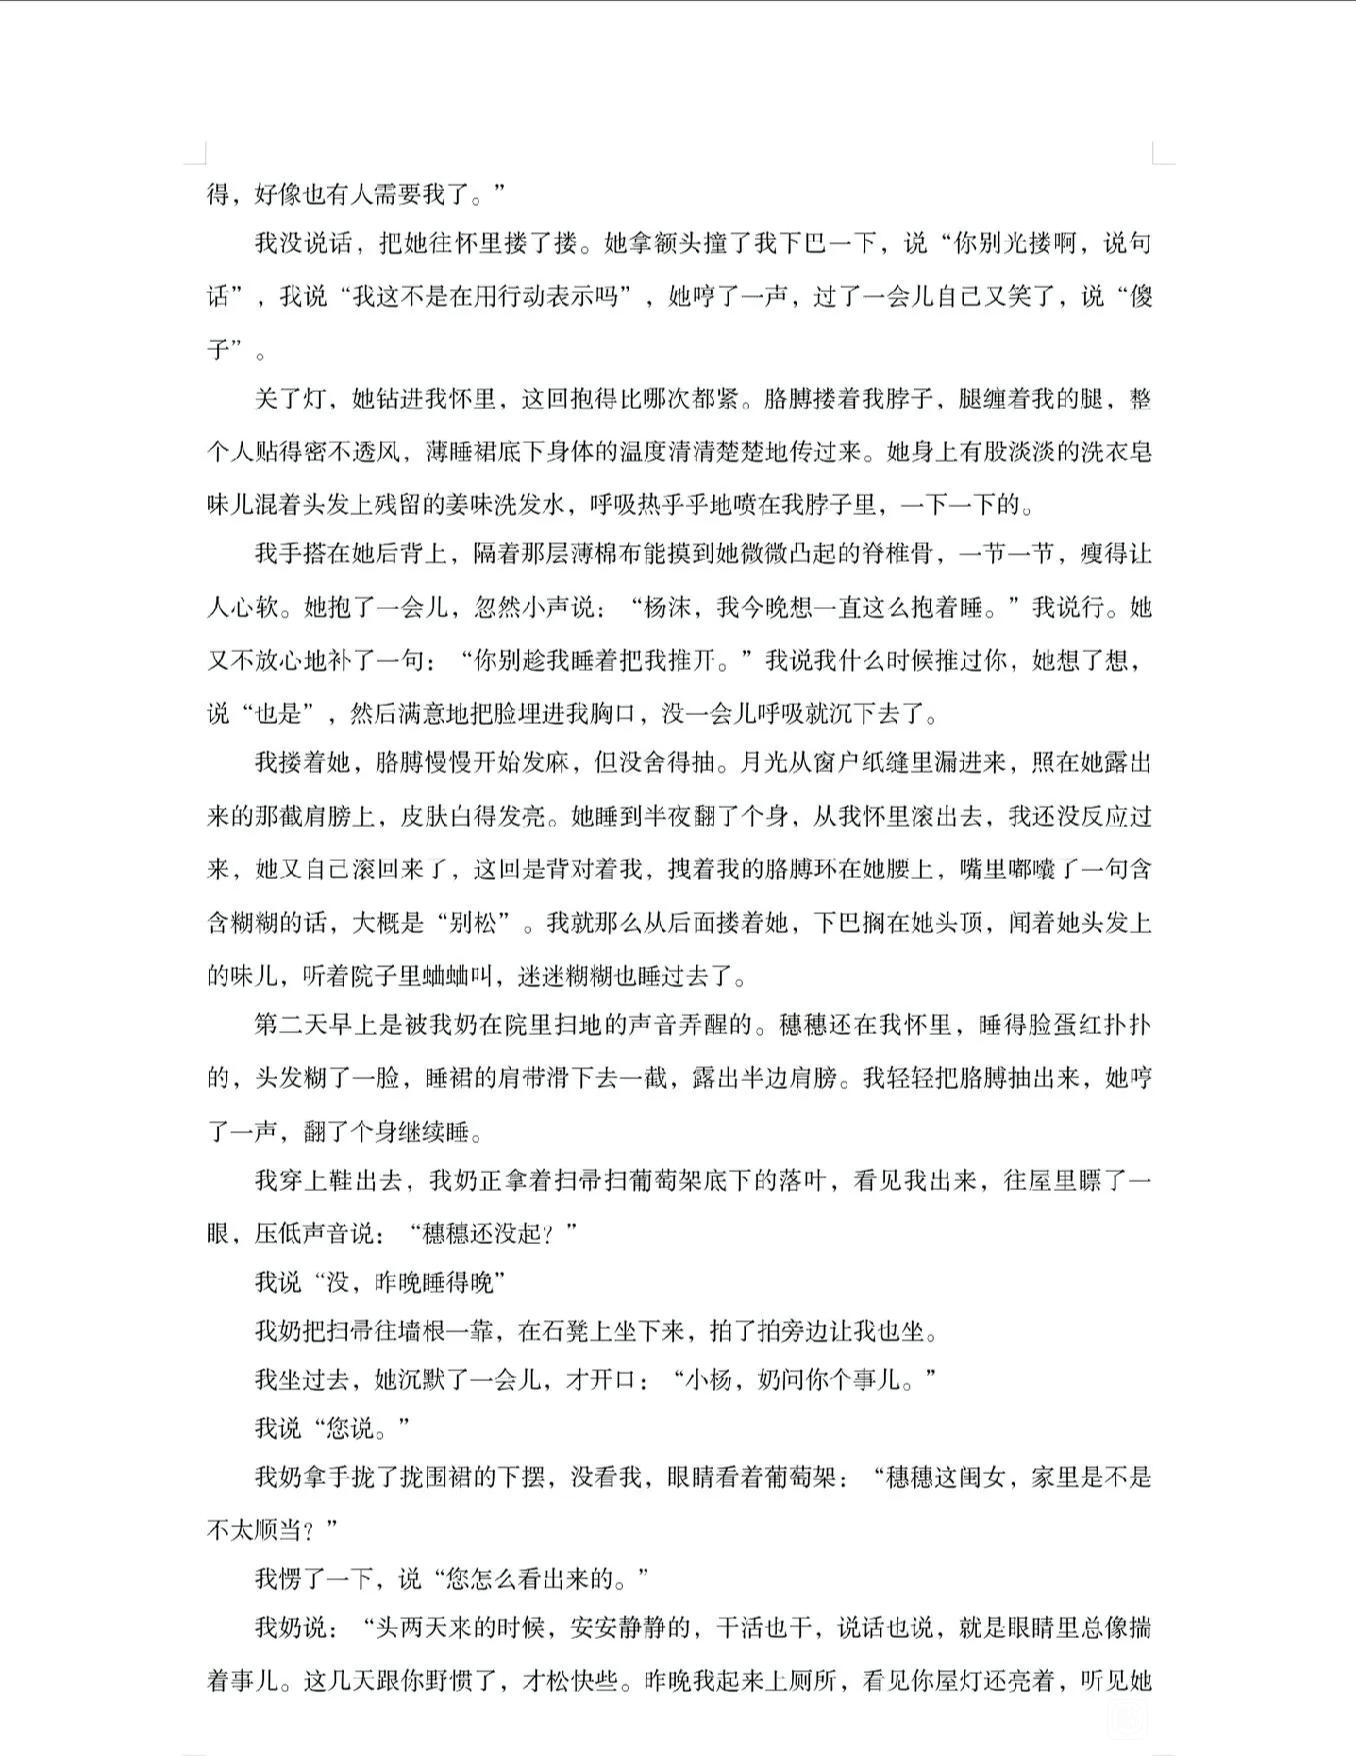 得，好像也有人需要我了。”
我没说话，把她往怀里搂了搂。她拿额头撞了我下巴一下，说“你别光搂啊，说句
话”，我说“我这不是在用行动表示吗”，她哼了一声，过了一会儿自己又笑了，说“傻
子”。
关了灯，她钻进我怀里，这回抱得比哪次都紧。胳膊搂着我脖子，腿缠着我的腿，整
个人贴得密不透风，薄睡裙底下身体的温度清清楚楚地传过来。她身上有股淡淡的洗衣皂
味儿混着头发上残留的姜味洗发水，呼吸热乎乎地喷在我脖子里，一下一下的。
我手搭在她后背上，隔着那层薄棉布能摸到她微微凸起的脊椎骨，一节一节，瘦得让
人心软。她抱了一会儿，忽然小声说：“杨沫，我今晚想一直这么抱着睡。”我说行。她
又不放心地补了一句：“你别趁我睡着把我推开。”我说我什么时候推过你，她想了想，
说“也是”，然后满意地把脸埋进我胸口，没一会儿呼吸就沉下去了。
我搂着她，胳膊慢慢开始发麻，但没舍得抽。月光从窗户纸缝里漏进来，照在她露出
来的那截肩膀上，皮肤白得发亮。她睡到半夜翻了个身，从我怀里滚出去，我还没反应过
来，她又自己滚回来了，这回是背对着我，拽着我的胳膊环在她腰上，嘴里嘟囔了一句含
含糊糊的话，大概是“别松”。我就那么从后面搂着她，下巴搁在她头顶，闻着她头发上
的味儿，听着院子里蛐蛐叫，迷迷糊糊也睡过去了。
第二天早上是被我奶在院里扫地的声音弄醒的。穗穗还在我怀里，睡得脸蛋红扑扑
的，头发糊了一脸，睡裙的肩带滑下去一截，露出半边肩膀。我轻轻把胳膊抽出来，她哼
了一声，翻了个身继续睡。
我穿上鞋出去，我奶正拿着扫帚扫葡萄架底下的落叶，看见我出来，往屋里瞟了一
眼，压低声音说：“穗穗还没起？”
我说“没，昨晚睡得晚”
我奶把扫帚往墙根一靠，在石凳上坐下来，拍了拍旁边让我也坐。
我坐过去，她沉默了一会儿，才开口：“小杨，奶问你个事儿。”
我说“您说。”
我奶拿手拢了拢围裙的下摆，没看我，眼睛看着葡萄架：“穗穗这闺女，家里是不是
不太顺当？”
我愣了一下，说“您怎么看出来的。”
我奶说：“头两天来的时候，安安静静的，干活也干，说话也说，就是眼睛里总像揣
着事儿。这几天跟你野惯了，才松快些。昨晚我起来上厕所，看见你屋灯还亮着，听见她